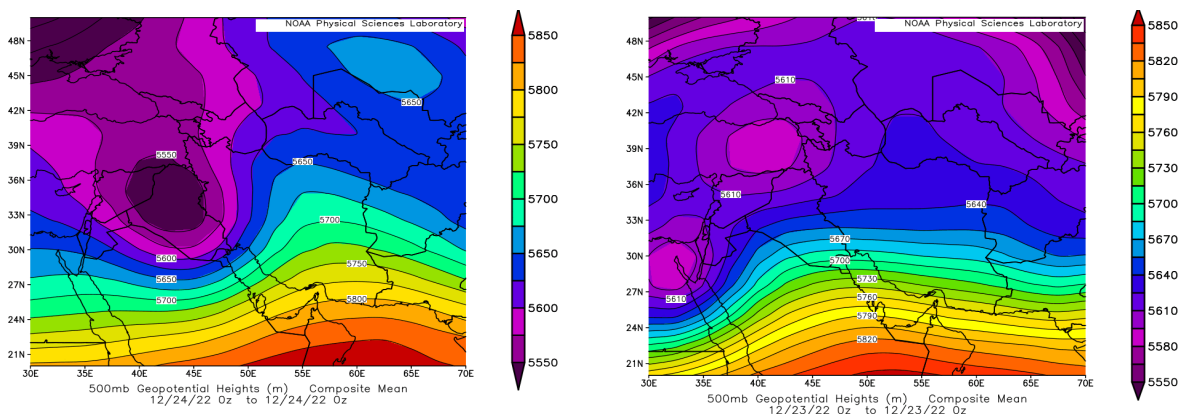 NOAA Physical Sciences Laboratory
48N
45N
42N
39N
36N
33N
30N
27N
24N
21N
30E 35E 40E 45E 50E 55E 60E 65E 70E
5650
5550
5650
5700
5600
5750
5650
5700
5800
5850
5800
5750
5700
5650
5600
5550
500mb Geopotential Heights (m) Composite Mean
12/24/22 0z to 12/24/22 0z
NOAA Physical Sciences Laboratory
48N
45N
42N
39N
36N
33N
30N
27N
24N
21N
30E 35E 40E 45E 50E 55E 60E 65E 70E
5610
5610
5640
5670
5700
5610
5730
5760
5790
5820
5850
5820
5790
5760
5730
5700
5670
5640
5610
5580
5550
500mb Geopotential Heights (m) Composite Mean
12/23/22 0z to 12/23/22 0z